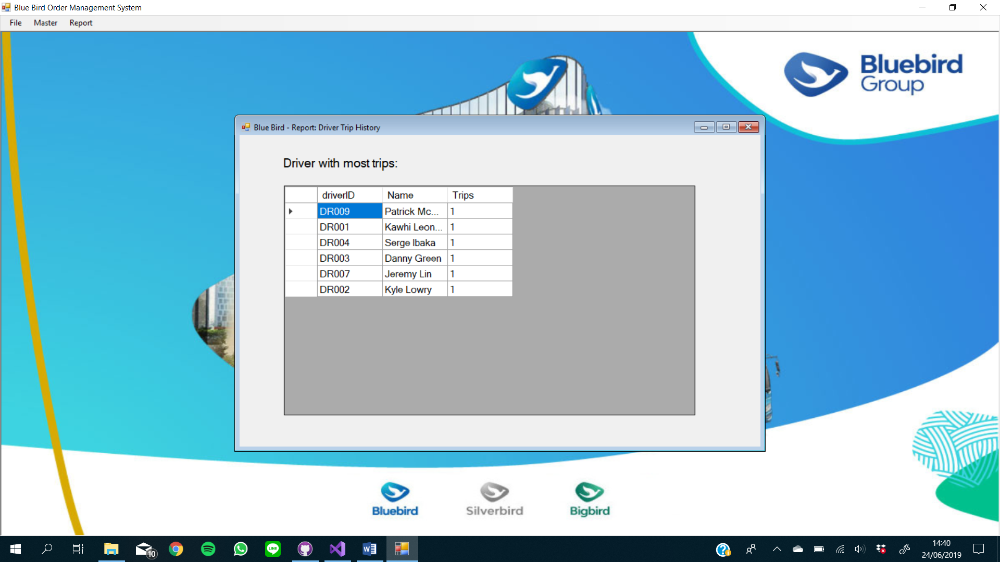 Blue Bird Order Management System
File Master Report
Bluebird
Group
Blue Bird - Report: Driver Trip History
Driver with most trips:
driverID Name Trips
DR009 Patrick Mc... 1
DR001 Kawhi Leon... 1
DR004 Serge Ibaka 1
DR003 Danny Green 1
DR007 Jeremy Lin 1
DR002 Kyle Lowry 1
Bluebird Silverbird Bigbird
10
LINE
14:40
24/06/2019